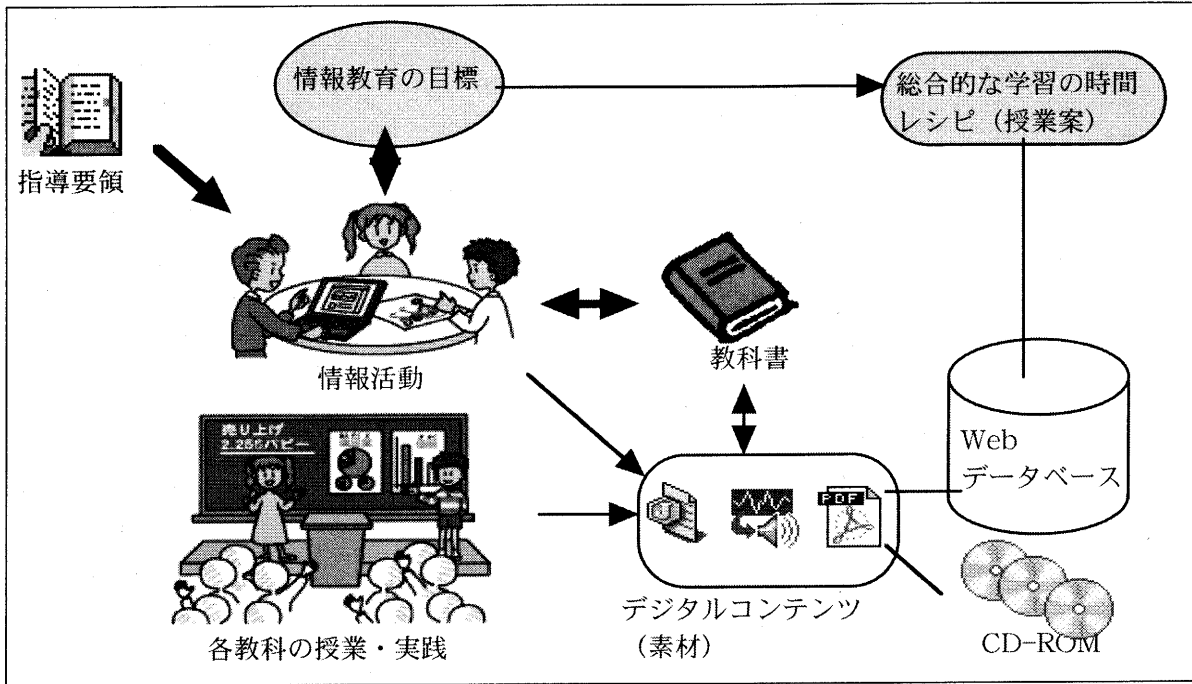 情報教育の目標
総合的な学習の時間
レシピ（授業案）
指導要領
情報活動
教科書
売り上げ
Web
データベース
PDF
デジタルコンテンツ
（素材）
CD-ROM
各教科の授業・実践